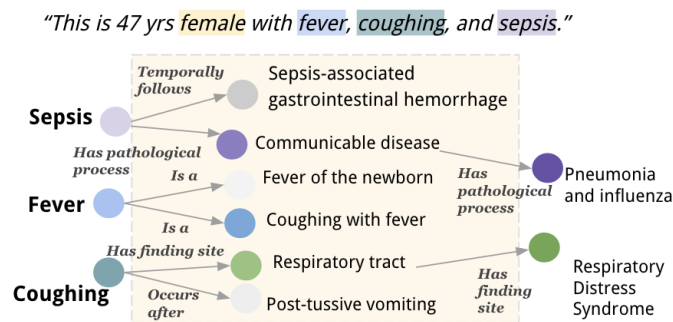 “This is 47 yrs female with fever, coughing, and sepsis.”
Temporally
follows
Sepsis-associated
gastrointestinal hemorrhage
Sepsis
Communicable disease
Has pathological
process
Is a
Fever of the newborn
Has
pathological
process
Pneumonia
and influenza
Fever
Coughing with fever
Is a
Has finding site
Respiratory tract
Has
finding
site
Respiratory
Distress
Syndrome
Coughing
Occurs
after
Post-tussive vomiting